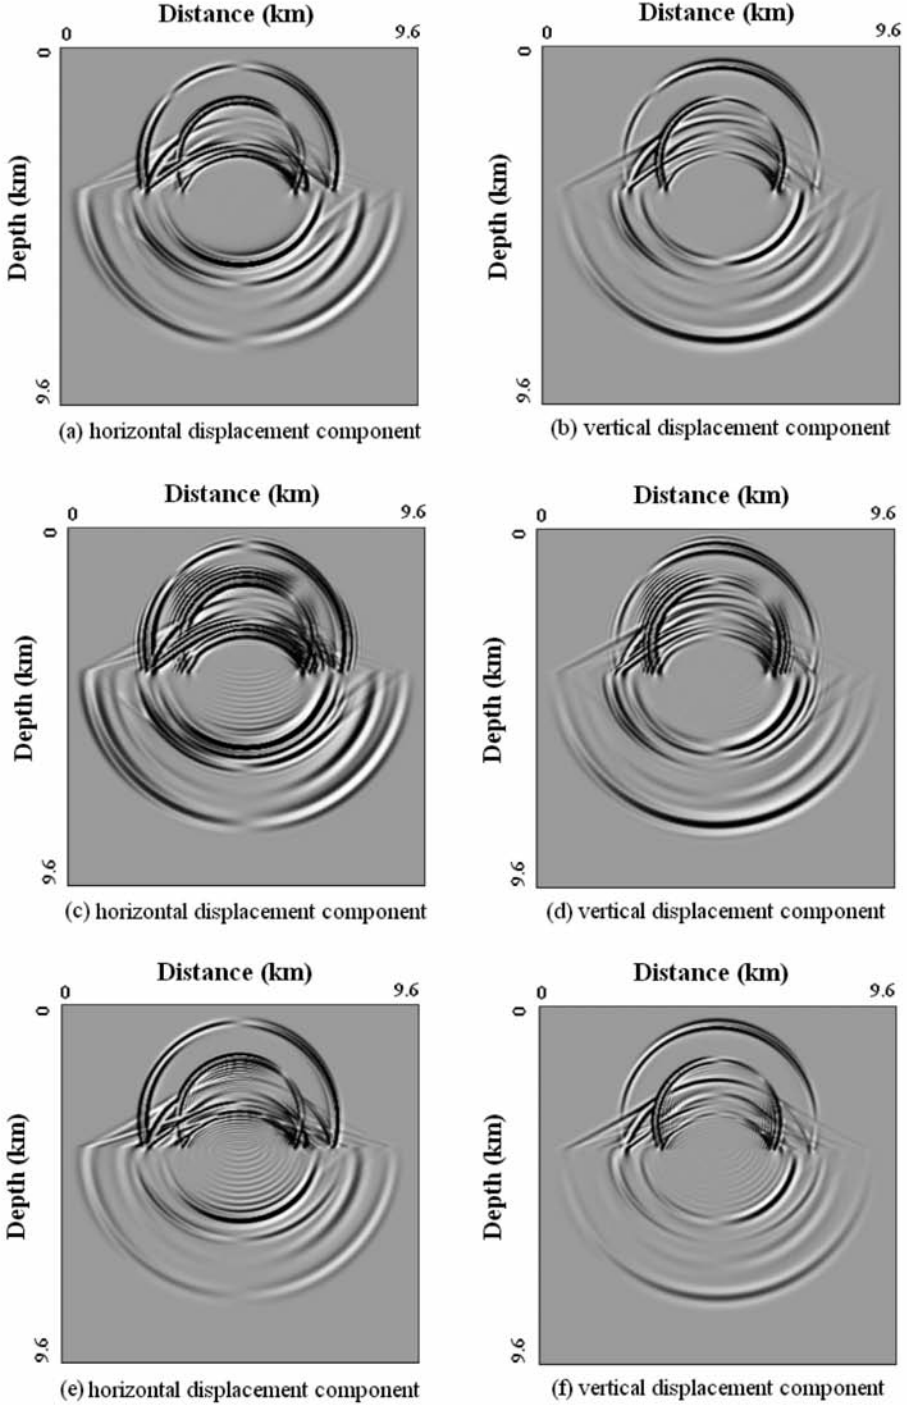 Distance (km)
Distance (km)
0 9.6
0 9.6
0
0
Depth (km)
Depth (km)
9.6
9.6
(a) horizontal displacement component
(b) vertical displacement component
Distance (km)
Distance (km)
0 9.6
0 9.6
0
0
Depth (km)
Depth (km)
9.6
9.6
(c) horizontal displacement component
(d) vertical displacement component
Distance (km)
Distance (km)
0 9.6
0 9.6
0
0
Depth (km)
Depth (km)
9.6
9.6
(e) horizontal displacement component
(f) vertical displacement component